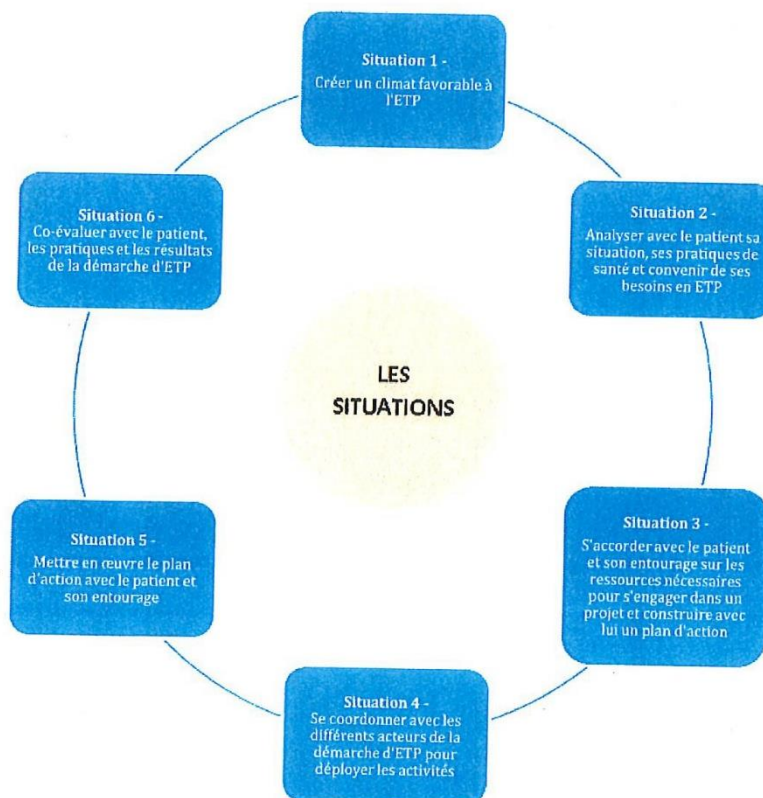 Situation 1 -
Créer un climat favorable à
l'ETP
Situation 2 -
Analyser avec le patient sa
situation, ses pratiques de
santé et convenir de ses
besoins en ETP
Situation 3 -
S'accorder avec le patient
et son entourage sur les
ressources nécessaires
pour s'engager dans un
projet et construire avec
lui un plan d'action
Situation 4 -
Se coordonner avec les
différents acteurs de la
démarche d'ETP pour
déployer les activités
Situation 5 -
Mettre en œuvre le plan
d'action avec le patient et
son entourage
Situation 6 -
Co-évaluer avec le patient,
les pratiques et les résultats
de la démarche d'ETP
LES
SITUATIONS